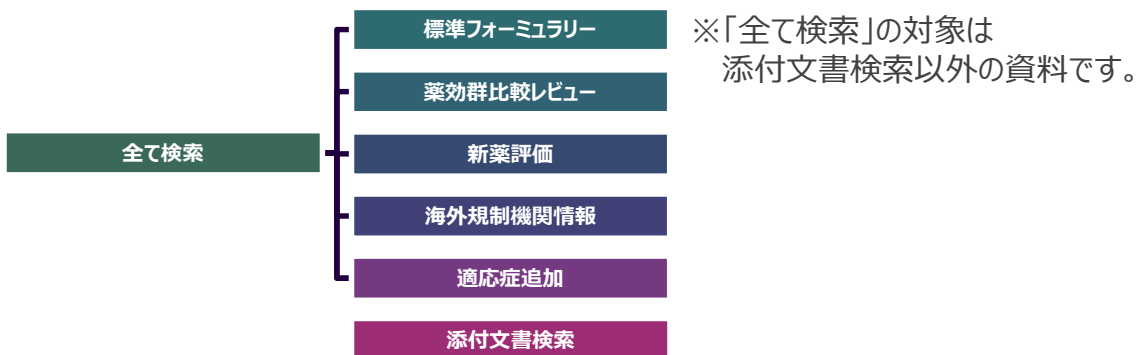 標準フォーミュラリー
※「全て検索」の対象は
添付文書検索以外の資料です。
薬効群比較レビュー
全て検索
新薬評価
海外規制機関情報
適応症追加
添付文書検索